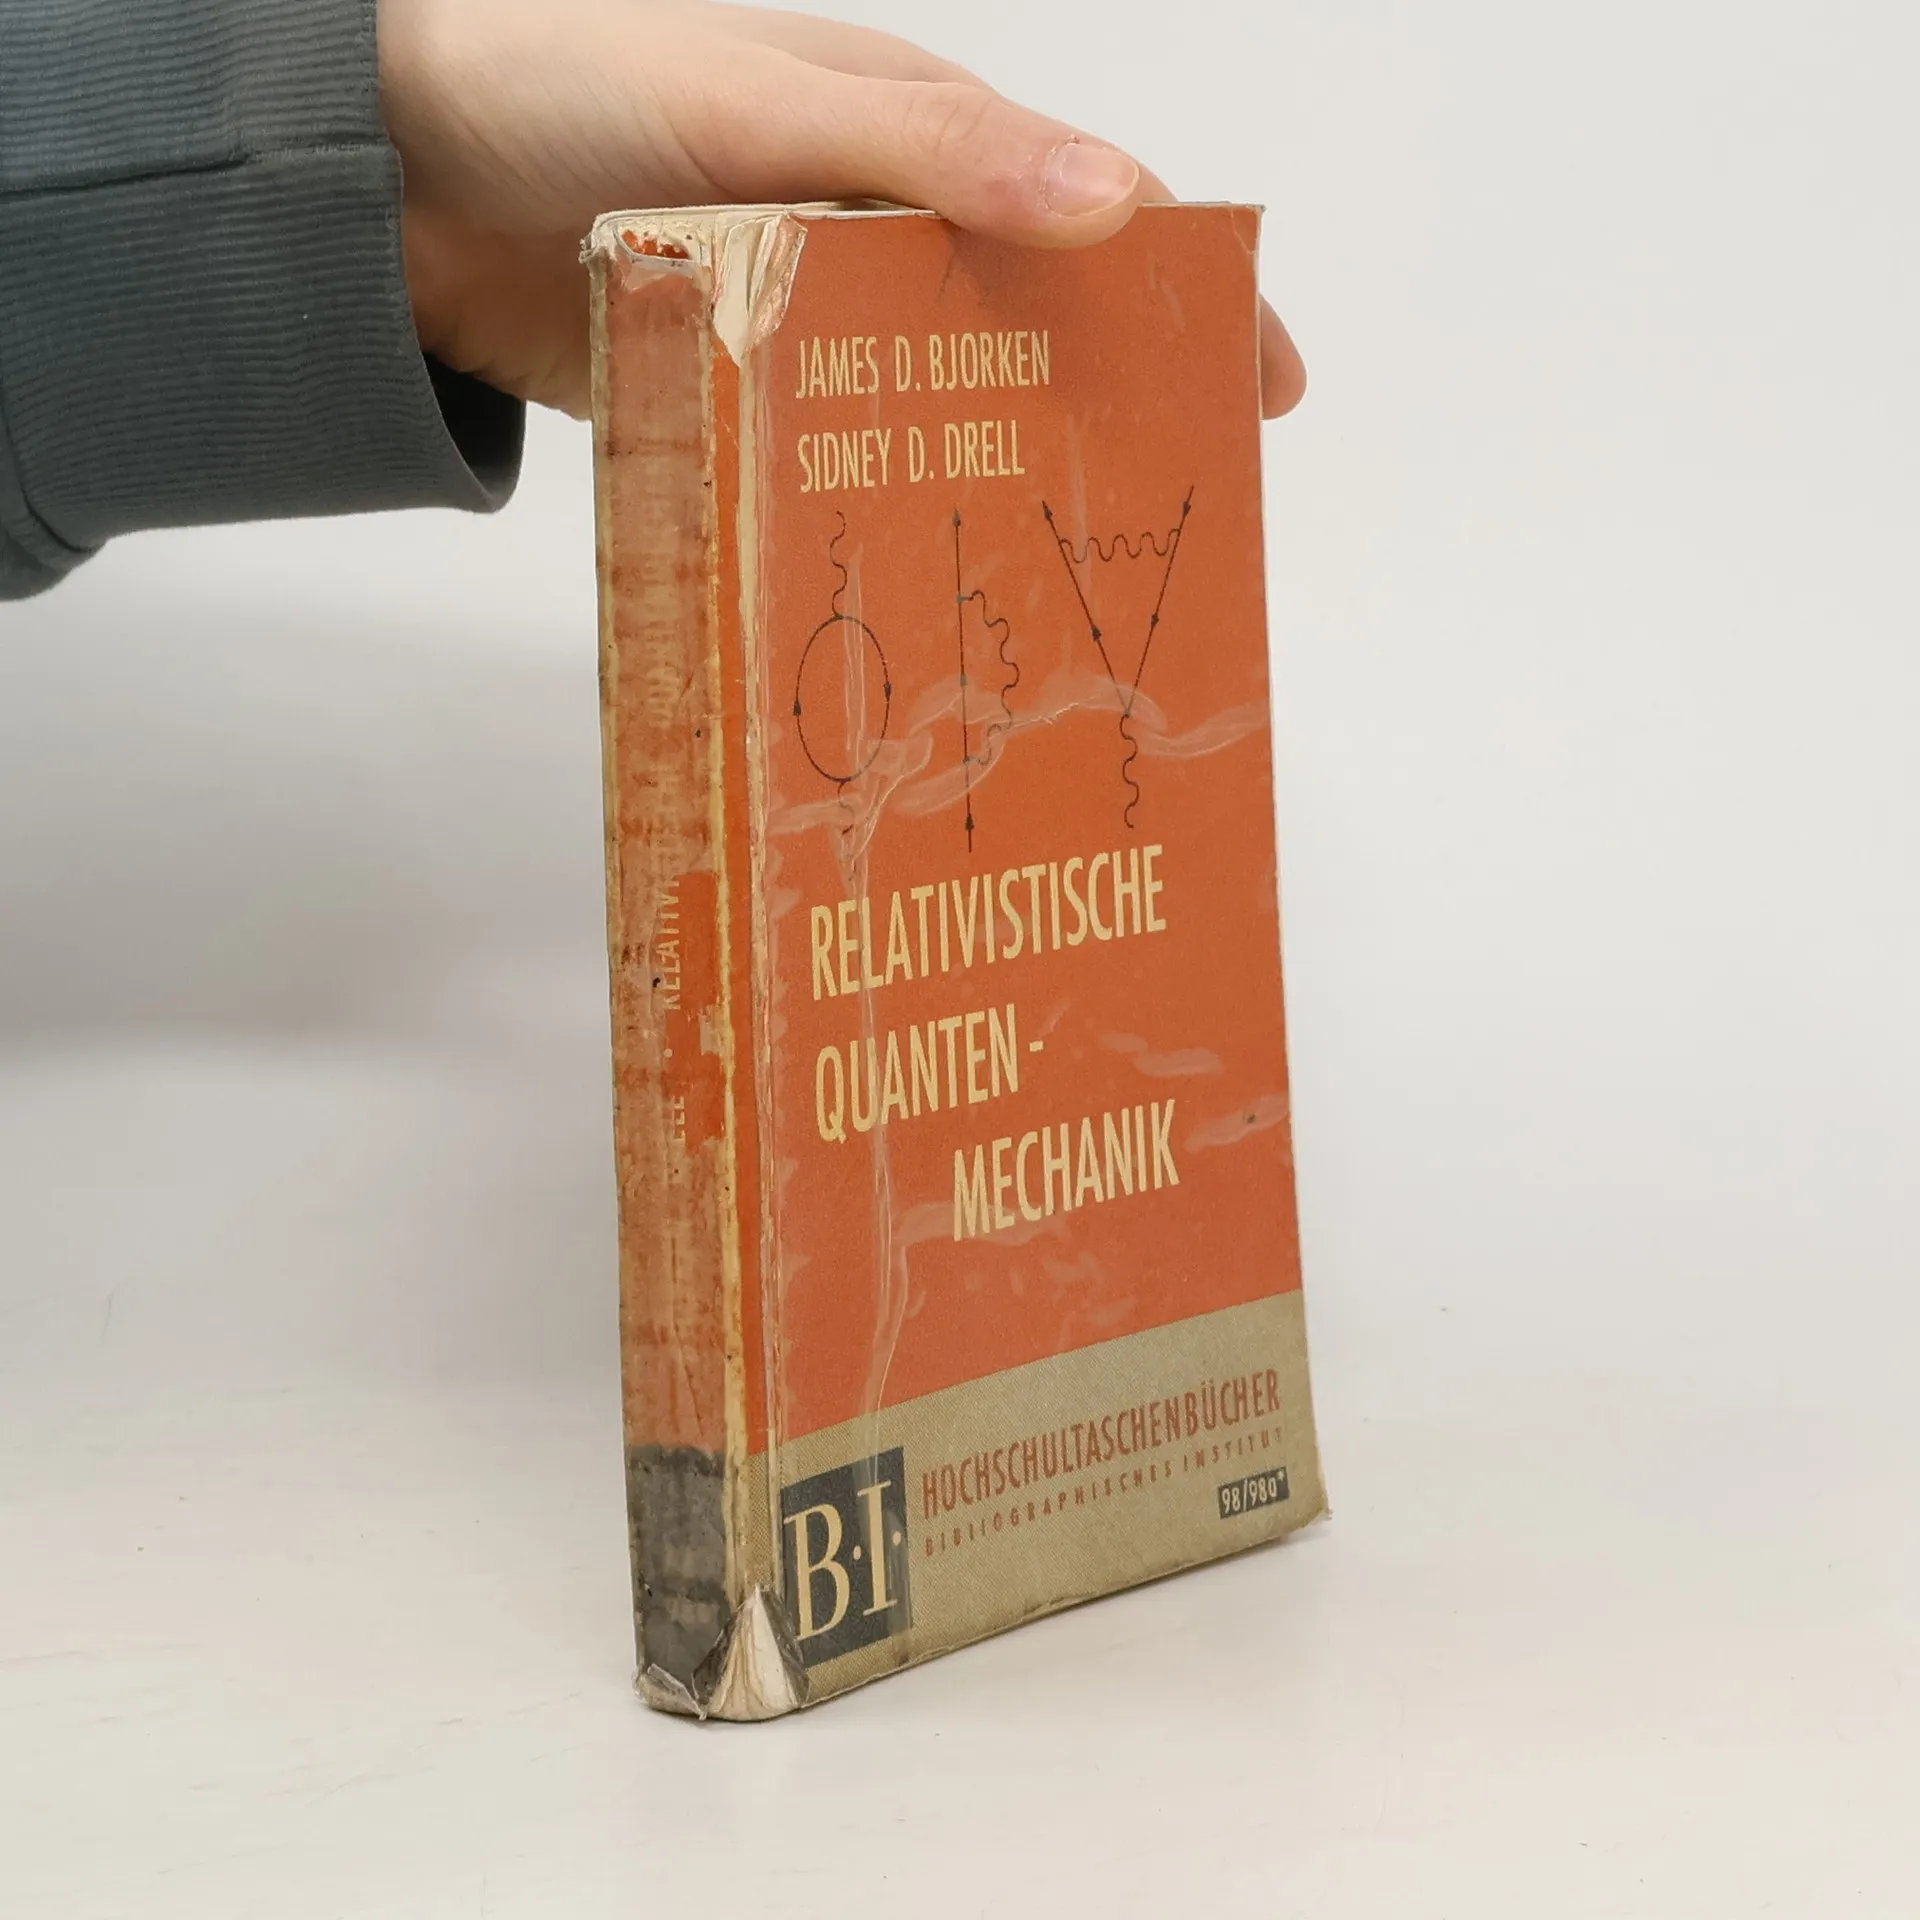 JAMES D. BJORKEN
SIDNEY D. DRELL
RELATIVISTISCHE
QUANTEN-
MECHANIK
B·I·
HOCHSCHULTASCHENBÜCHER
BIBLIOGRAPHISCHES INSTITUT
98/98a*